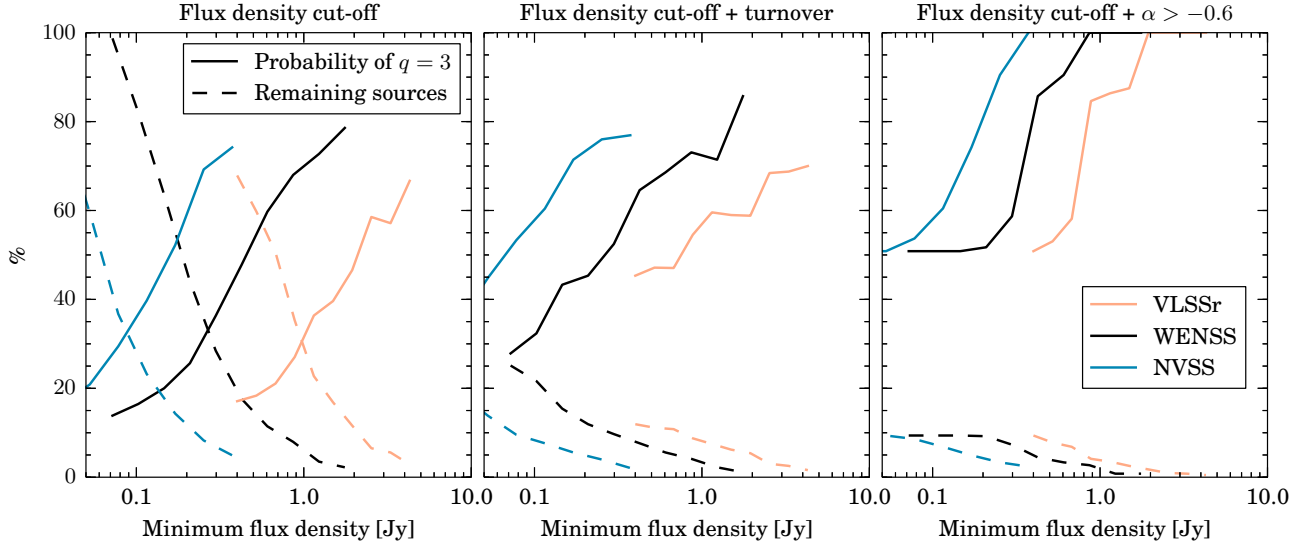 Flux density cut-off
Flux density cut-off + turnover
Flux density cut-off + α > −0.6
100
80
60
40
20
0
%
Probability of q = 3
Remaining sources
VLSSr
WENSS
NVSS
0.1 1.0 10.0
0.1 1.0 10.0
0.1 1.0 10.0
Minimum flux density [Jy]
Minimum flux density [Jy]
Minimum flux density [Jy]